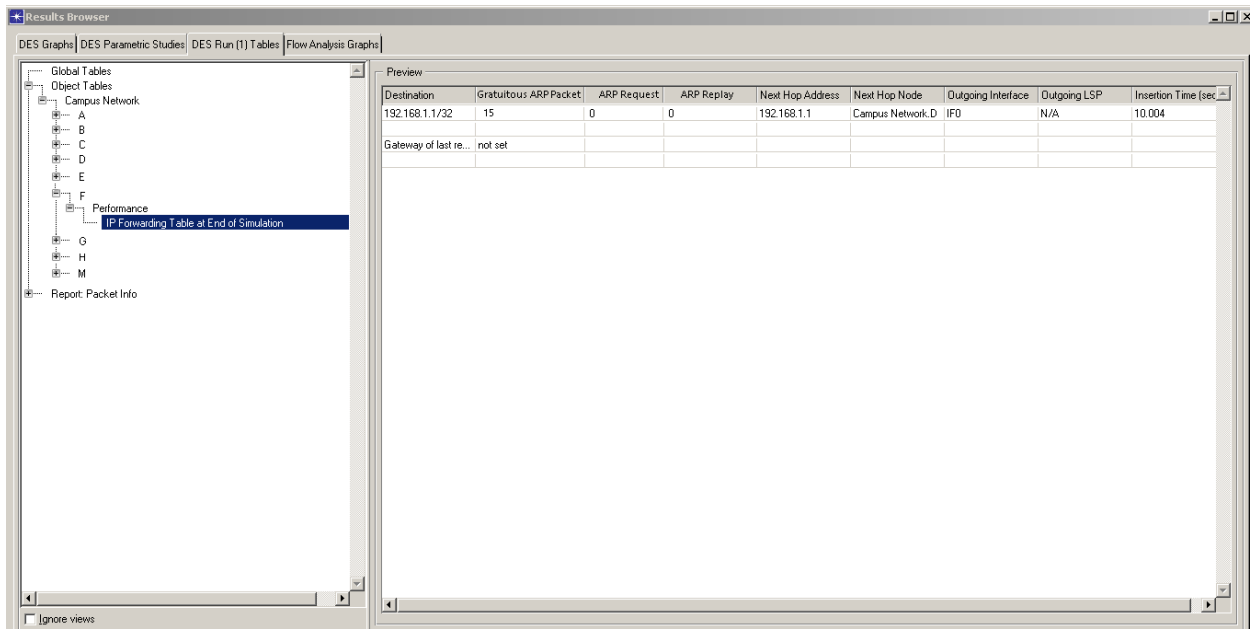 Results Browser
DES Graphs DES Parametric Studies DES Run (1) Tables Flow Analysis Graphs
Global Tables
Object Tables
Campus Network
A
B
C
D
E
F
Performance
IP Forwarding Table at End of Simulation
G
H
M
Report: Packet Info
Ignore views
Preview
Destination Gratuitous ARP Packet ARP Request ARP Replay Next Hop Address Next Hop Node Outgoing Interface Outgoing LSP Insertion Time (sec
192.168.1.1/32 15 0 0 192.168.1.1 Campus Network.D IF0 N/A 10.004
Gateway of last re... not set